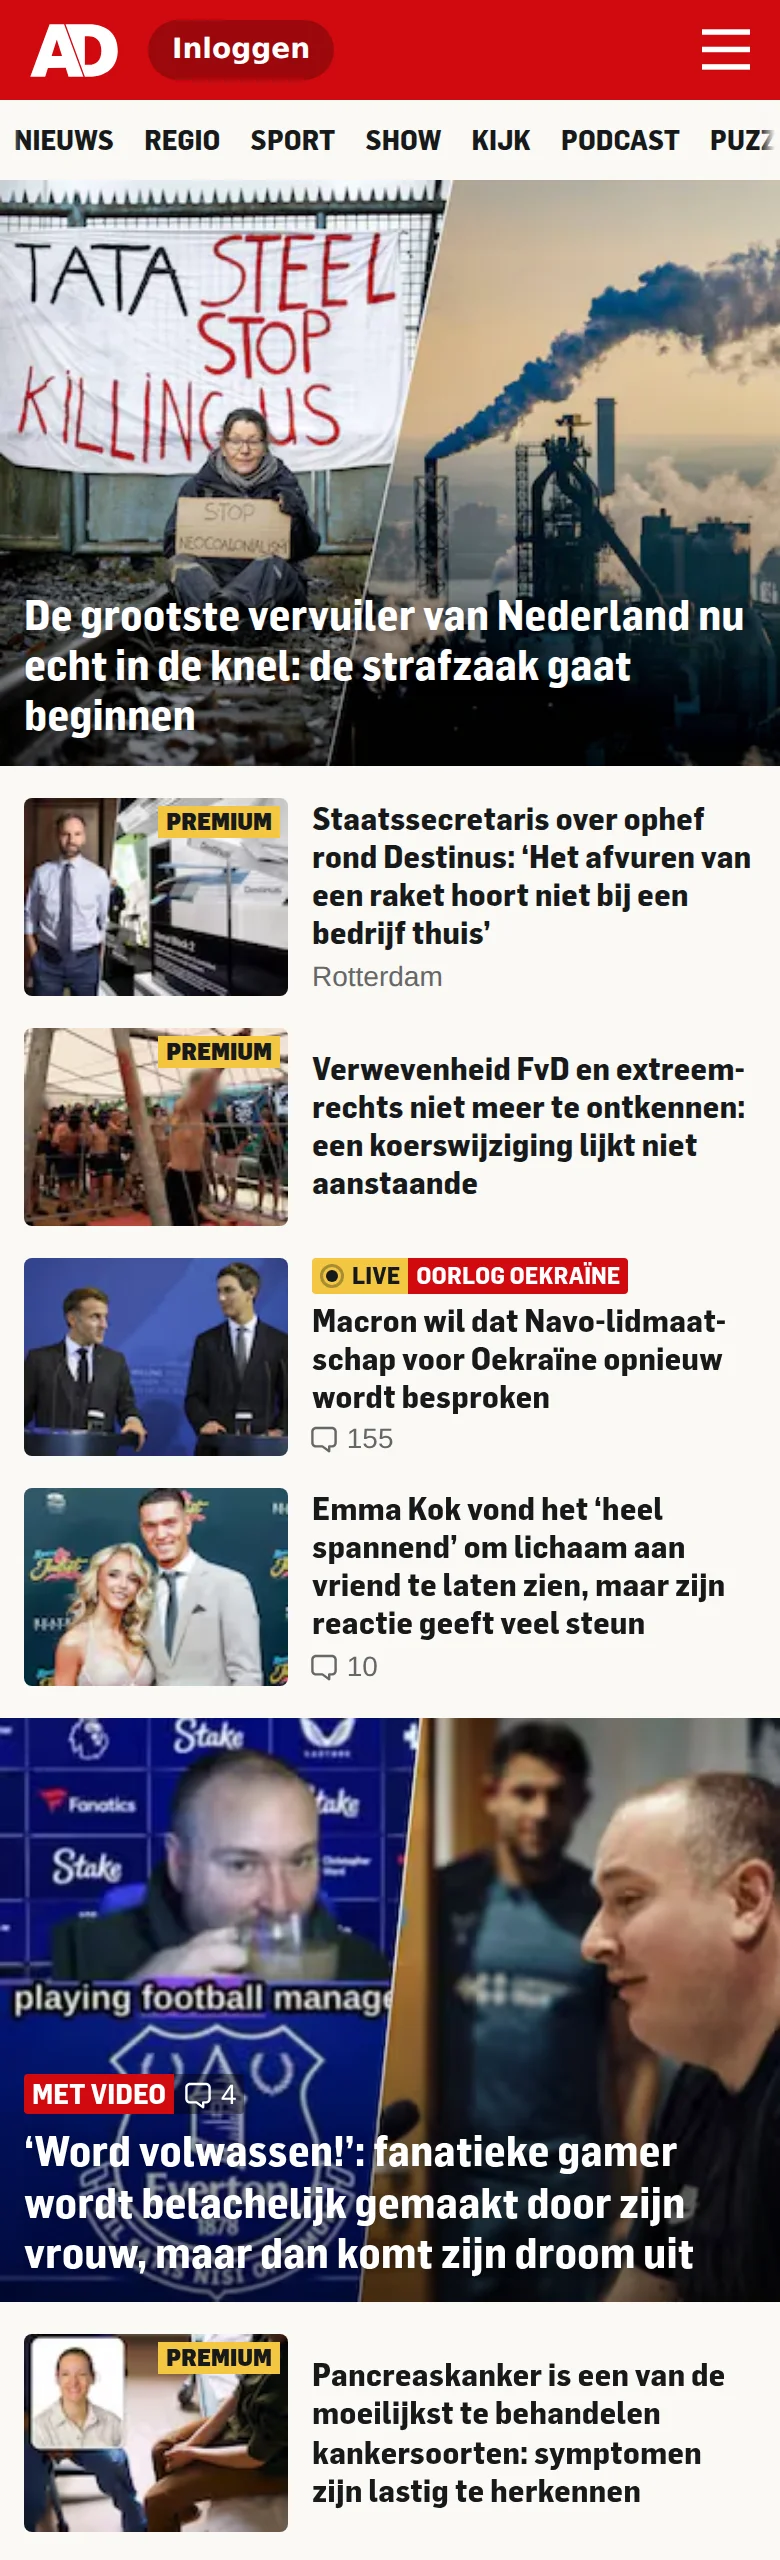 AD Inloggen
NIEUWS REGIO SPORT SHOW KIJK PODCAST PUZZ
TATA STEEL
STOP
KILLING US
STOP
NEOCOALONIALISM
De grootste vervuiler van Nederland nu
echt in de knel: de strafzaak gaat
beginnen
PREMIUM
Destinus
Staatssecretaris over ophef
rond Destinus: ‘Het afvuren van
een raket hoort niet bij een
bedrijf thuis’
Rotterdam
PREMIUM
Verwevenheid FvD en extreem-
rechts niet meer te ontkennen:
een koerswijziging lijkt niet
aanstaande
LIVE OORLOG OEKRAÏNE
Macron wil dat Navo-lidmaat-
schap voor Oekraïne opnieuw
wordt besproken
155
Emma Kok vond het ‘heel
spannend’ om lichaam aan
vriend te laten zien, maar zijn
reactie geeft veel steun
10
Stake
Fanatics
take
Stake
playing football manage
MET VIDEO 4
‘Word volwassen!’: fanatieke gamer
wordt belachelijk gemaakt door zijn
vrouw, maar dan komt zijn droom uit
1878
PREMIUM
Pancreaskanker is een van de
moeilijkst te behandelen
kankersoorten: symptomen
zijn lastig te herkennen